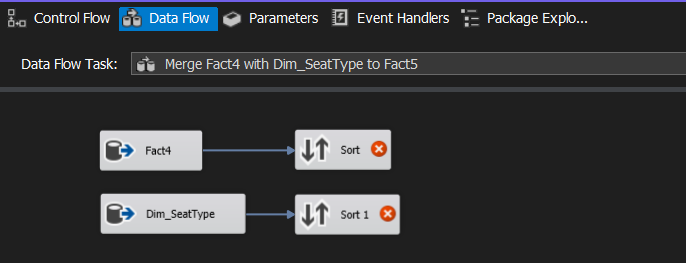 Control Flow Data Flow Parameters Event Handlers Package Explo...
Data Flow Task: Merge Fact4 with Dim_SeatType to Fact5
Fact4 Sort
Dim_SeatType Sort 1